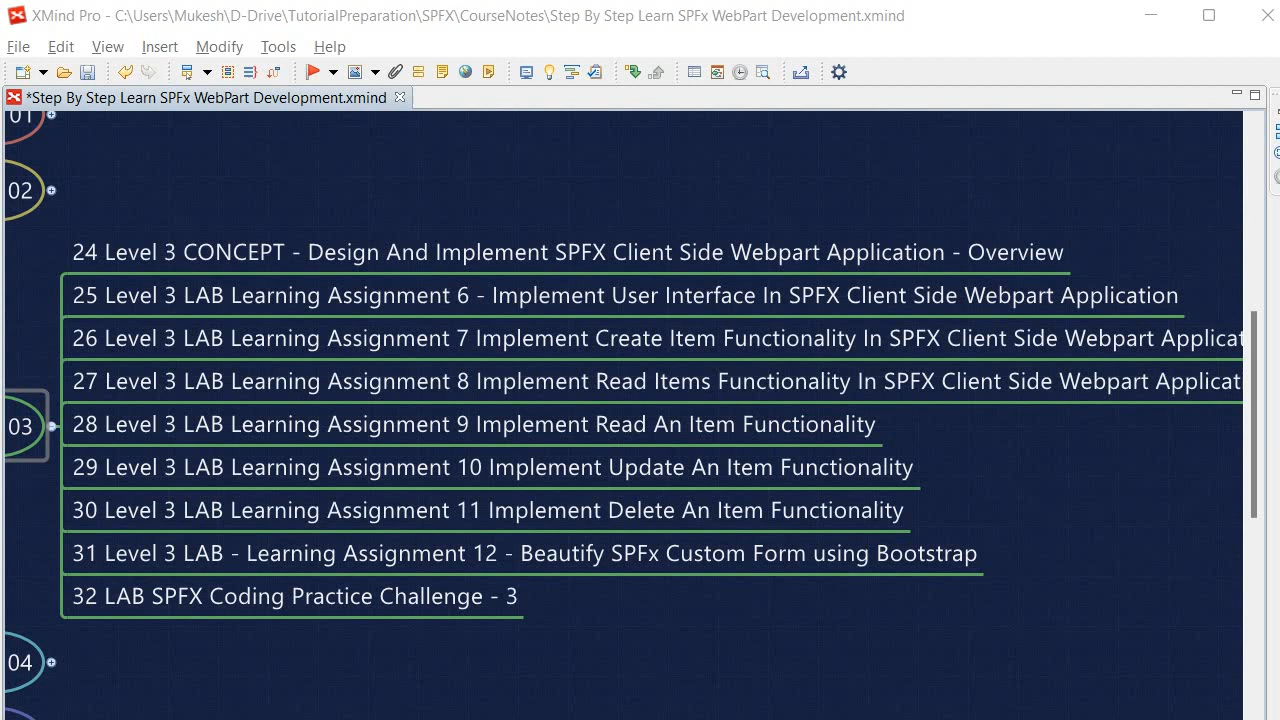 XMind Pro - C:\Users\Mukesh\D-Drive\TutorialPreparation\SPFx\CourseNotes\Step By Step Learn SPFx WebPart Development.xmind
File Edit View Insert Modify Tools Help
*Step By Step Learn SPFx WebPart Development.xmind
01
02
24 Level 3 CONCEPT - Design And Implement SPFX Client Side Webpart Application - Overview
25 Level 3 LAB Learning Assignment 6 - Implement User Interface In SPFX Client Side Webpart Application
26 Level 3 LAB Learning Assignment 7 Implement Create Item Functionality In SPFX Client Side Webpart Applicat
27 Level 3 LAB Learning Assignment 8 Implement Read Items Functionality In SPFX Client Side Webpart Applicat
03
28 Level 3 LAB Learning Assignment 9 Implement Read An Item Functionality
29 Level 3 LAB Learning Assignment 10 Implement Update An Item Functionality
30 Level 3 LAB Learning Assignment 11 Implement Delete An Item Functionality
31 Level 3 LAB - Learning Assignment 12 - Beautify SPFx Custom Form using Bootstrap
32 LAB SPFX Coding Practice Challenge - 3
04